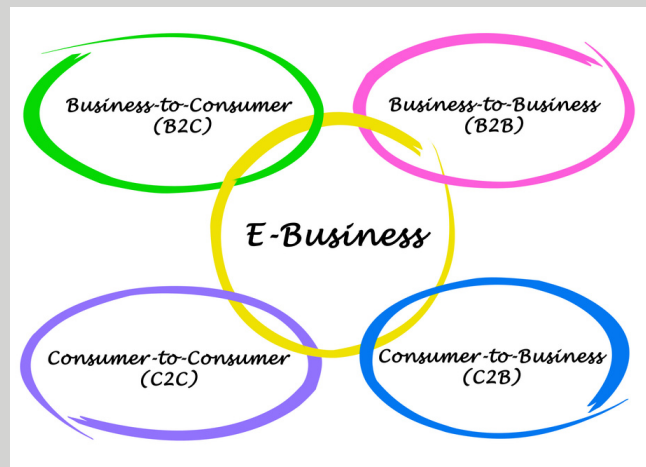 Business-to-Consumer
(B2C)
Business-to-Business
(B2B)
E-Business
Consumer-to-Consumer
(C2C)
Consumer-to-Business
(C2B)